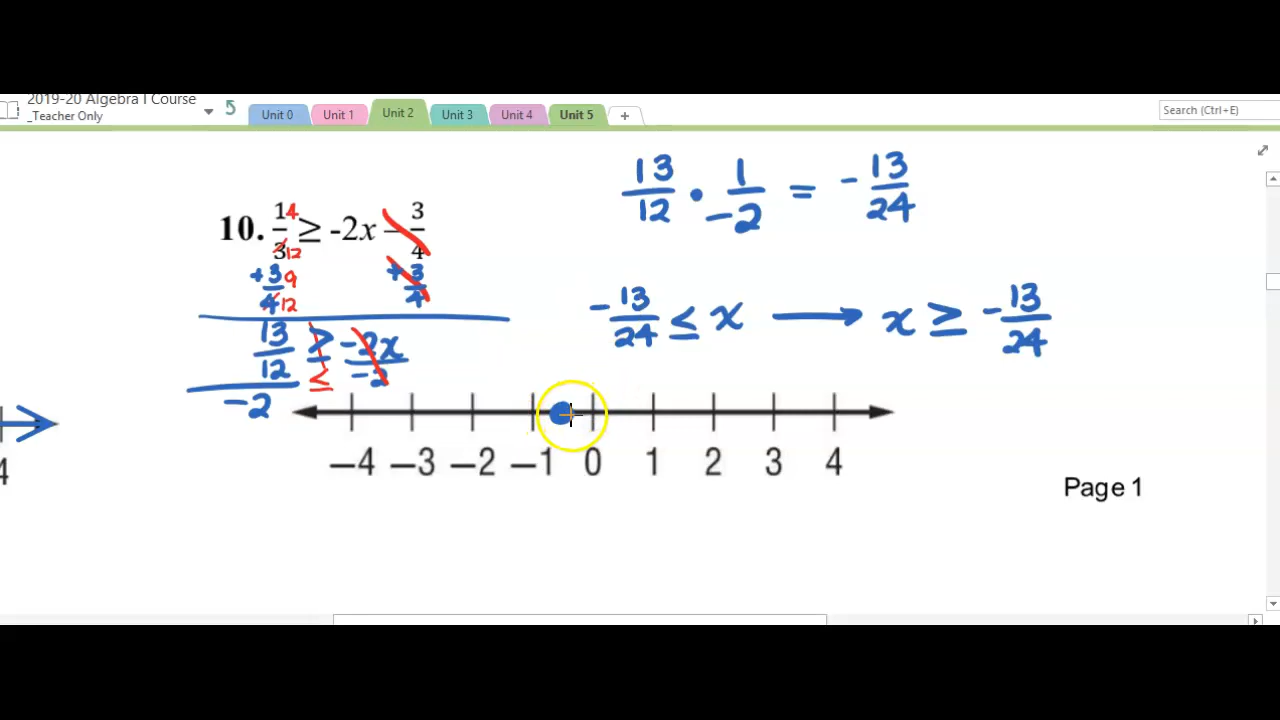 2019-20 Algebra I Course
_Teacher Only
Unit 0 Unit 1 Unit 2 Unit 3 Unit 4 Unit 5 +
Search (Ctrl+E)
13/12 • 1/-2 = -13/24
10. 1/3 ≥ -2x - 3/4
4 12
+3/4 +3/4
9 12
13/12 ≥ -2x
≤
-2 -2
-13/24 ≤ x → x ≥ -13/24
4
−4 −3 −2 −1 0 1 2 3 4
Page 1